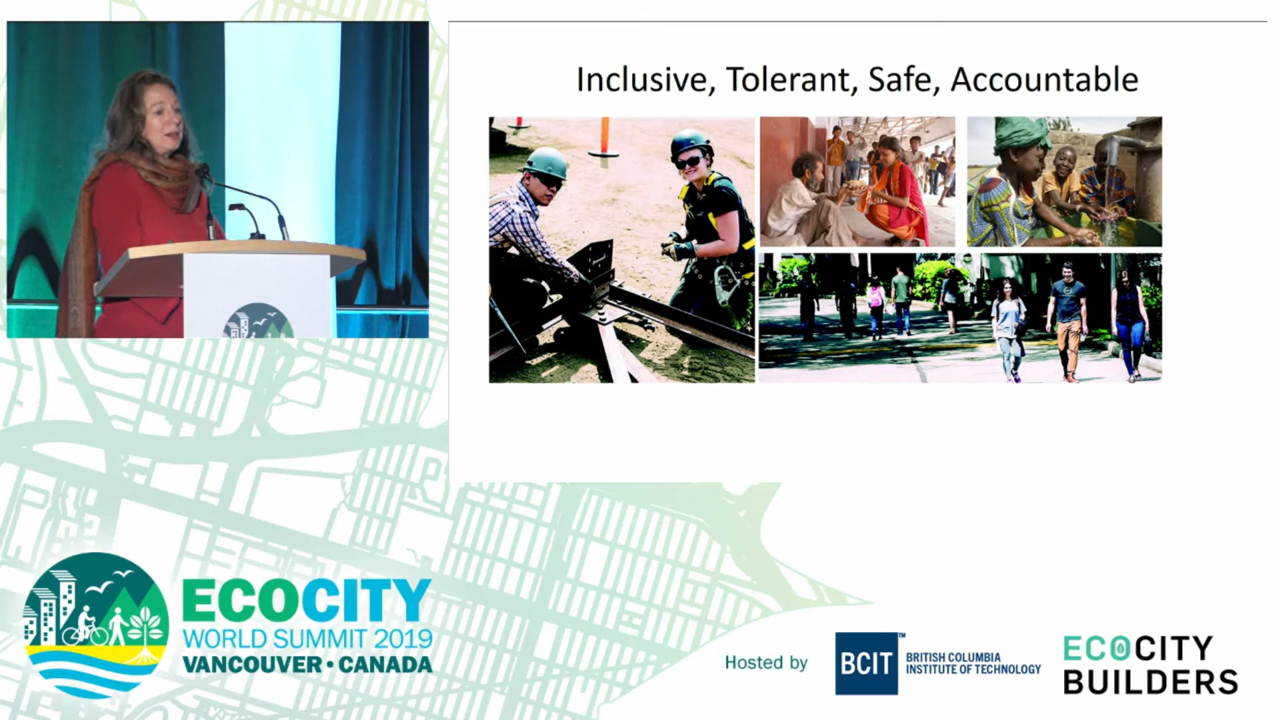 Inclusive, Tolerant, Safe, Accountable
ECOCITY
WORLD SUMMIT 2019
VANCOUVER • CANADA
Hosted by
BCIT™
BRITISH COLUMBIA
INSTITUTE OF TECHNOLOGY
ECOCITY
BUILDERS